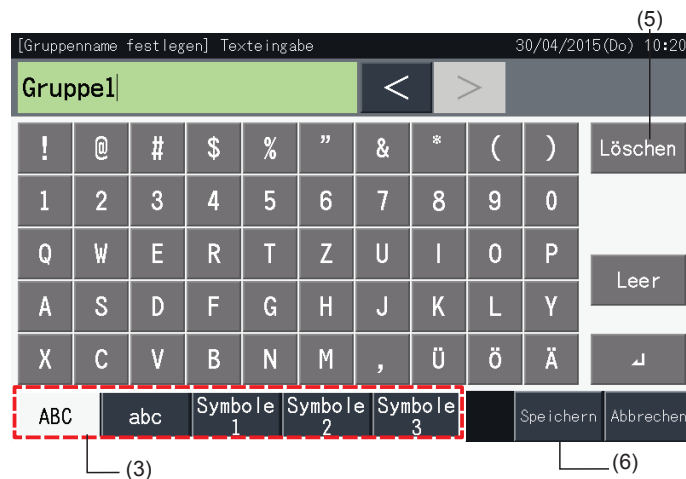 (5)
[Gruppenname festlegen] Texteingabe 30/04/2015(Do) 10:20
Gruppe1 < >
! @ # $ % " & * ( ) Löschen
1 2 3 4 5 6 7 8 9 0
Q W E R T Z U I O P
Leer
A S D F G H J K L Y
X C V B N M , Ü Ö Ä ↲
ABC abc Symbole 1 Symbole 2 Symbole 3 Speichern Abbrechen
(3) (6)